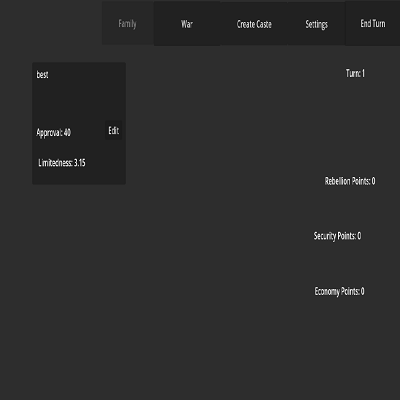 Family War Create Caste Settings End Turn
best Turn: 1
Approval: 40 Edit
Limitedness: 3.15
Rebellion Points: 0
Security Points: 0
Economy Points: 0